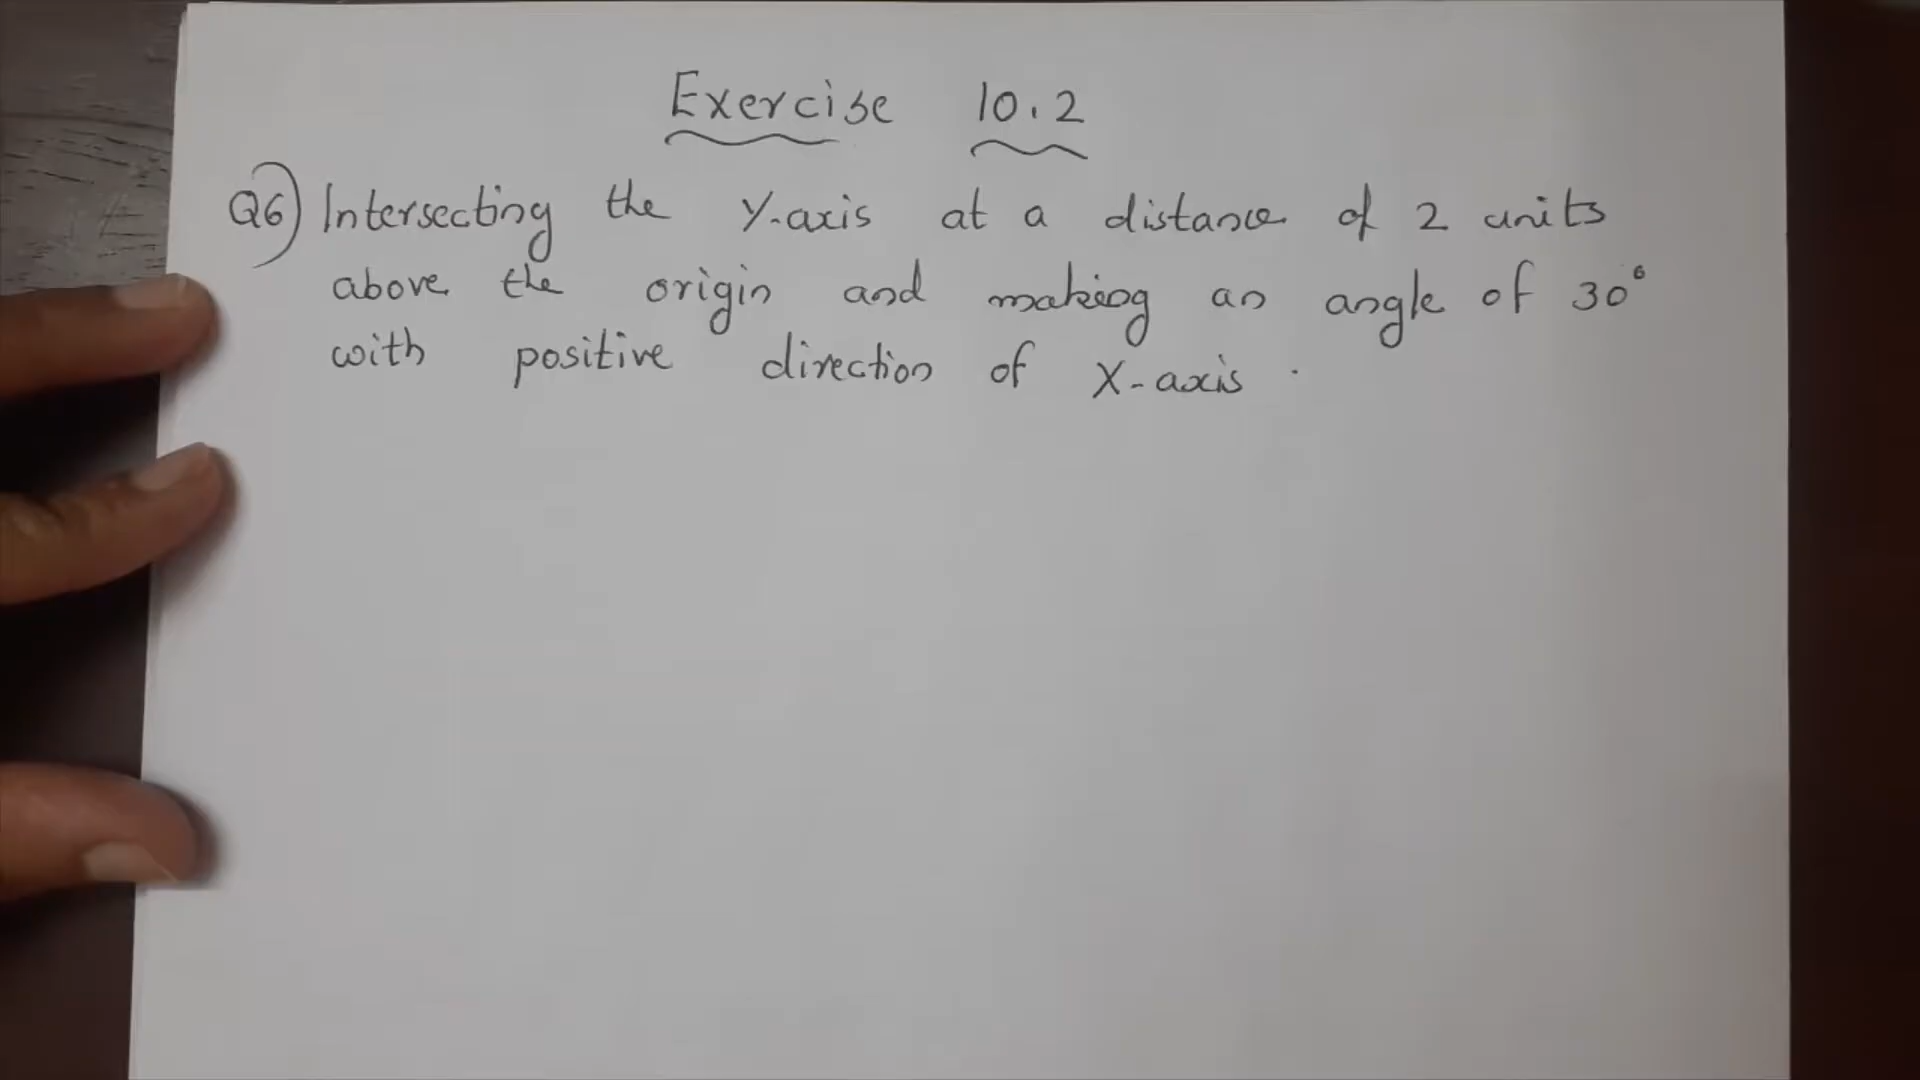 Exercise 10.2
Q6) Intersecting the Y-axis at a distance of 2 units
above the origin and making an angle of 30°
with positive direction of X-axis.